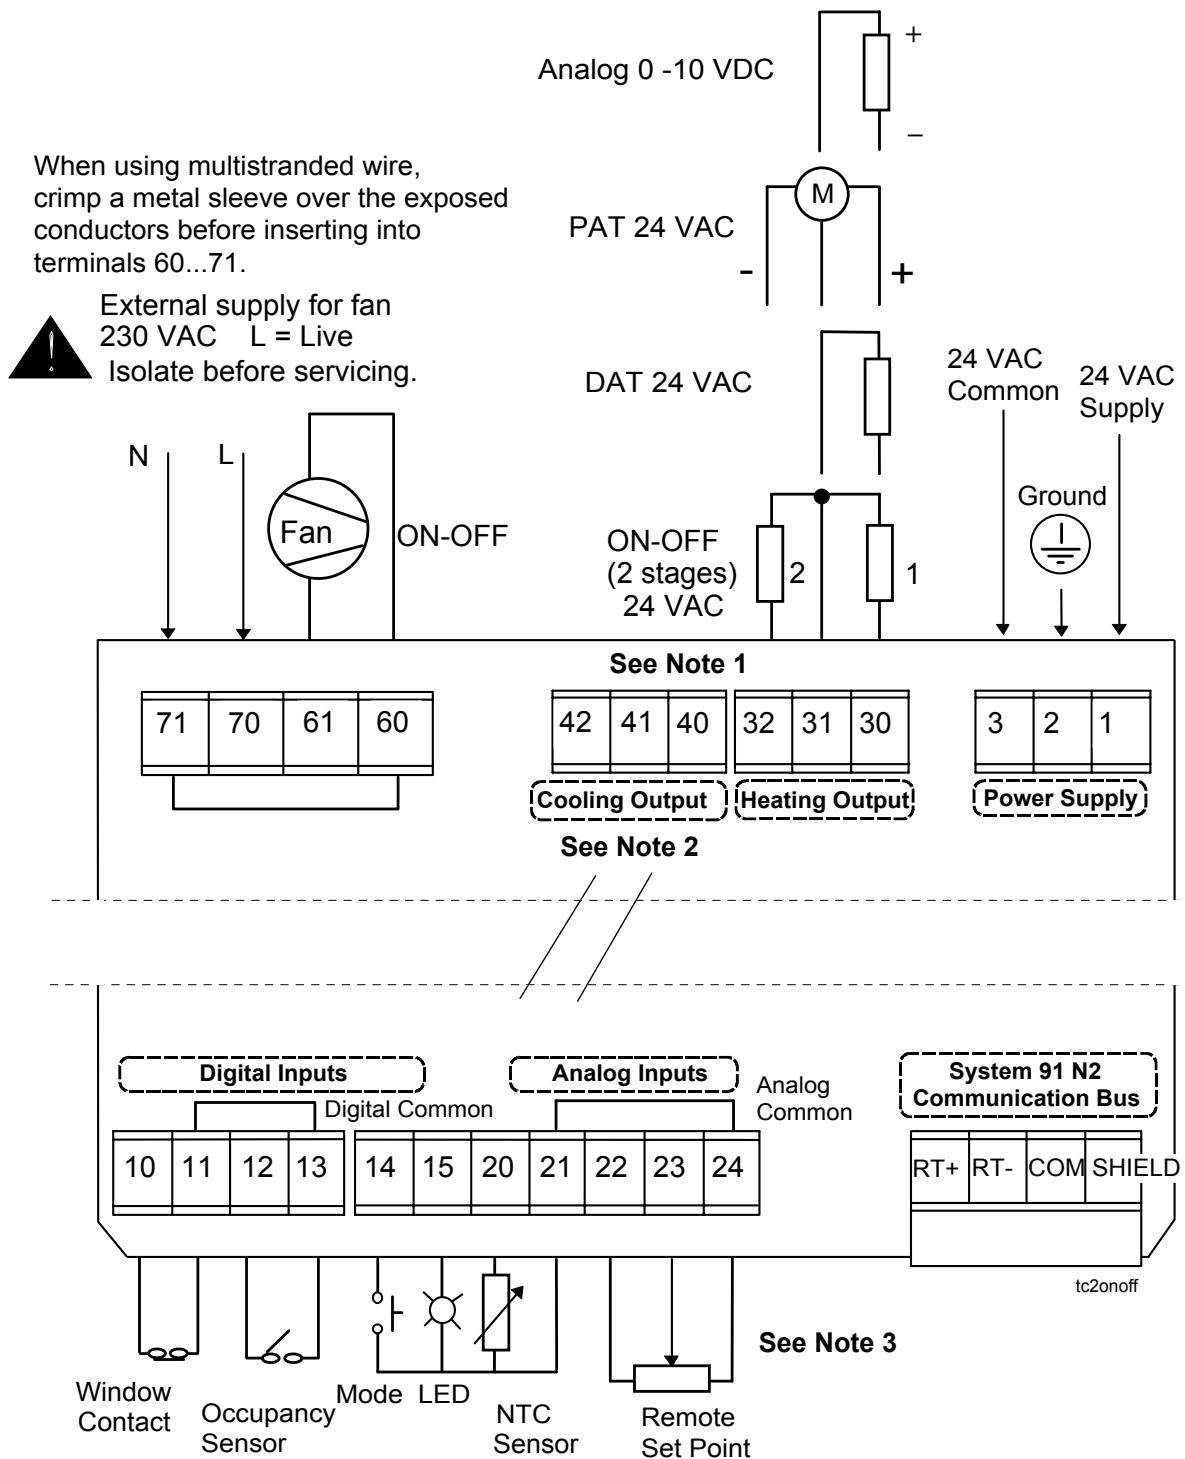 Analog 0 -10 VDC
+
–
When using multistranded wire,
crimp a metal sleeve over the exposed
conductors before inserting into
terminals 60...71.
M
PAT 24 VAC
-
+
External supply for fan
230 VAC L = Live
Isolate before servicing.
!
DAT 24 VAC
24 VAC
Common
24 VAC
Supply
N
L
Fan
ON-OFF
Ground
ON-OFF
(2 stages)
24 VAC
2
1
See Note 1
71 70 61 60
42 41 40 32 31 30
3 2 1
Cooling Output
Heating Output
Power Supply
See Note 2
Digital Inputs
Analog Inputs
System 91 N2
Communication Bus
Digital Common
Analog
Common
10 11 12 13
14 15 20 21 22 23 24
RT+ RT- COM SHIELD
tc2onoff
See Note 3
Window
Contact
Occupancy
Sensor
Mode
LED
NTC
Sensor
Remote
Set Point